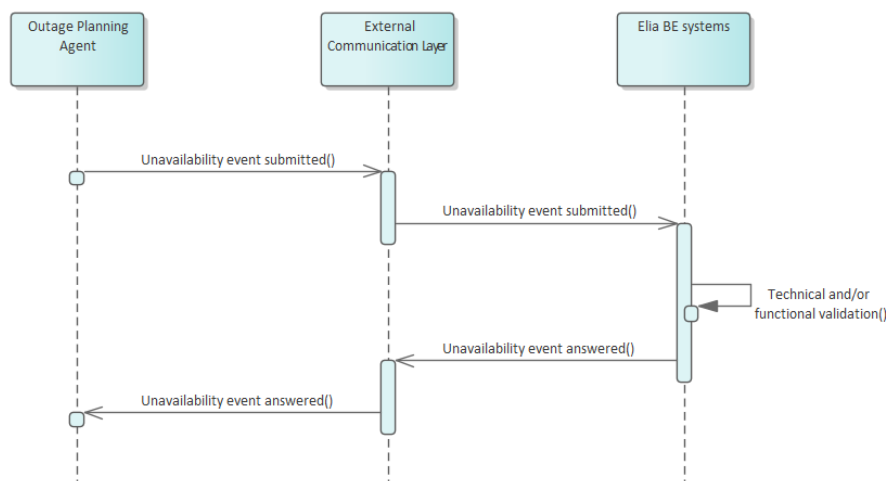 Outage Planning
Agent
External
Communication Layer
Elia BE systems
Unavailability event submitted()
Unavailability event submitted()
Technical and/or
functional validation()
Unavailability event answered()
Unavailability event answered()